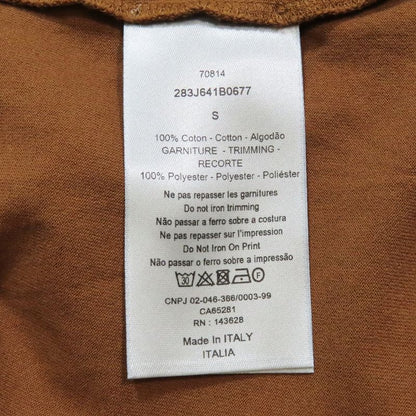 70814
283J641B0677
S
100% Coton - Cotton - Algodão
GARNITURE - TRIMMING -
RECORTE
100% Polyester - Polyester - Poliéster
Ne pas repasser les garnitures
Do not iron trimming
Não passar a ferro sobre a costura
Ne pas repasser sur l'impression
Do Not Iron On Print
Não passar a ferro sobre a impressão
30 F
CNPJ 02-046-386/0003-99
CA65281
RN : 143628
Made In ITALY
ITALIA